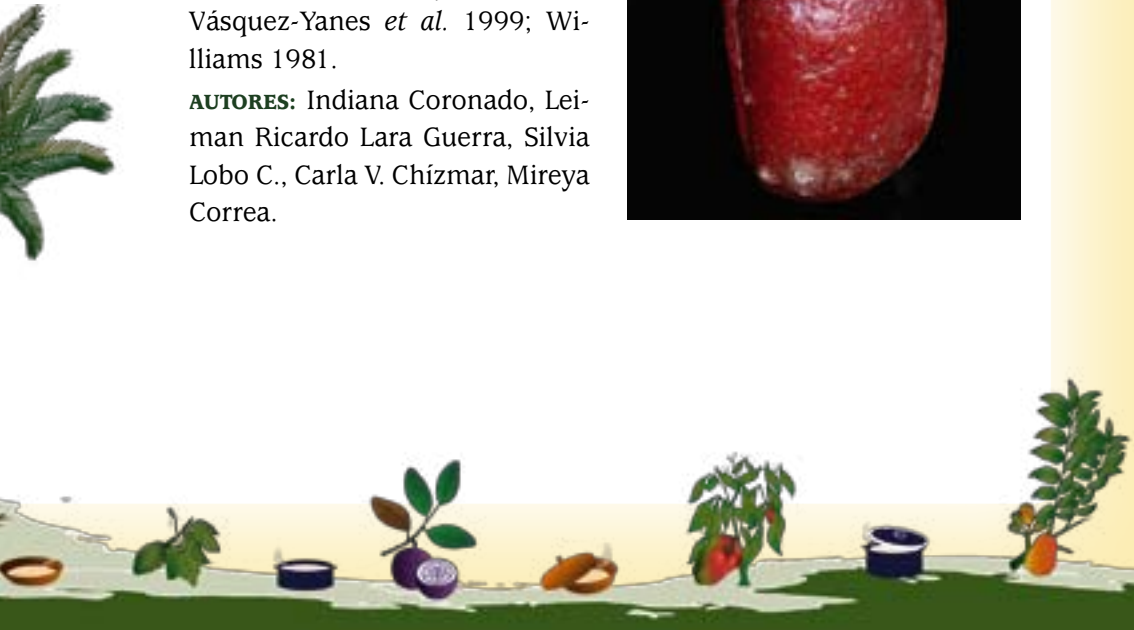 Vásquez-Yanes et al. 1999; Wi-
lliams 1981.
AUTORES: Indiana Coronado, Lei-
man Ricardo Lara Guerra, Silvia
Lobo C., Carla V. Chízmar, Mireya
Correa.